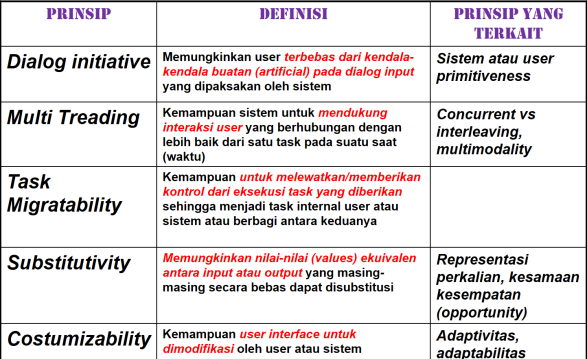 PRINSIP
DEFINISI
PRINSIP YANG
TERKAIT
Dialog initiative
Memungkinkan user terbebas dari kendala-
kendala buatan (artificial) pada dialog input
yang dipaksakan oleh sistem
Sistem atau user
primitiveness
Multi Treading
Kemampuan sistem untuk mendukung
interaksi user yang berhubungan dengan
lebih baik dari satu task pada suatu saat
(waktu)
Concurrent vs
interleaving,
multimodality
Task
Migratability
Kemampuan untuk melewatkan/memberikan
kontrol dari eksekusi task yang diberikan
sehingga menjadi task internal user atau
sistem atau berbagi antara keduanya
Substitutivity
Memungkinkan nilai-nilai (values) ekuivalen
antara input atau output yang masing-
masing secara bebas dapat disubstitusi
Representasi
perkalian, kesamaan
kesempatan
(opportunity)
Costumizability
Kemampuan user interface untuk
dimodifikasi oleh user atau sistem
Adaptivitas,
adaptabilitas